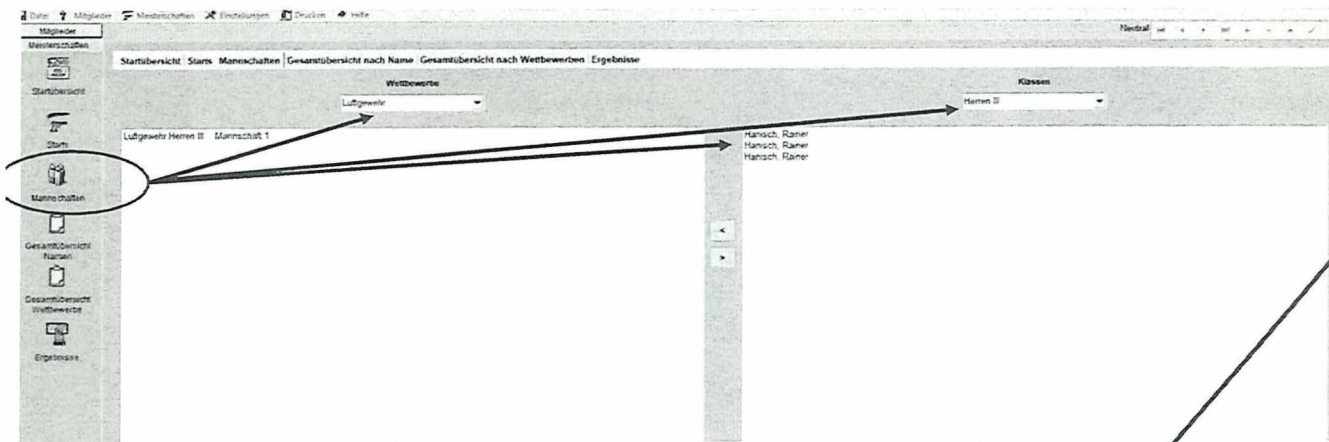 Datei Mitglieder Meisterschaften Einstellungen Drucken Hilfe
Mitglieder
Meisterschaften
Neutral
Startübersicht Starts Mannschaften Gesamtübersicht nach Name Gesamtübersicht nach Wettbewerben Ergebnisse
Startübersicht
Wettbewerbe
Klassen
Luftgewehr
Herren III
Starts
Luftgewehr Herren III Mannschaft 1
Hanisch, Rainer
Hanisch, Rainer
Hanisch, Rainer
Mannschaften
<
>
Gesamtübersicht
Namen
Gesamtübersicht
Wettbewerbe
Ergebnisse